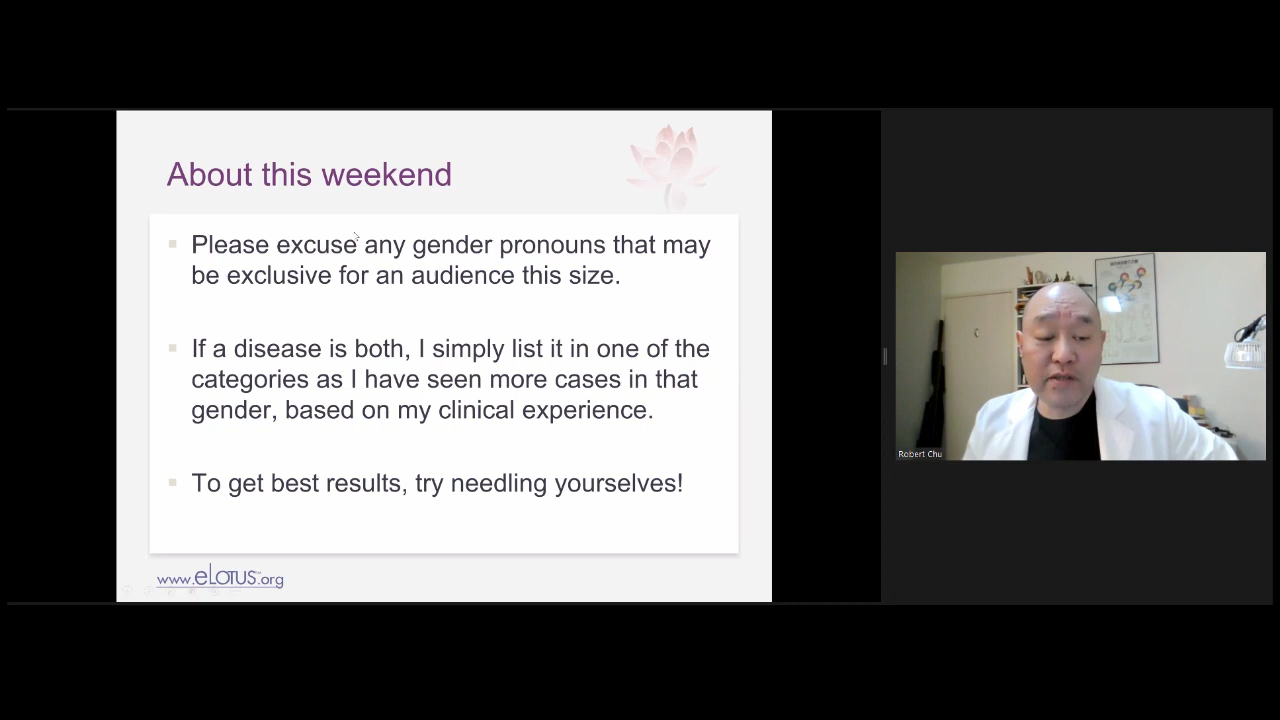 About this weekend
Please excuse any gender pronouns that may
be exclusive for an audience this size.
If a disease is both, I simply list it in one of the
categories as I have seen more cases in that
gender, based on my clinical experience.
To get best results, try needling yourselves!
www.eLOTUS.org
Robert Chu